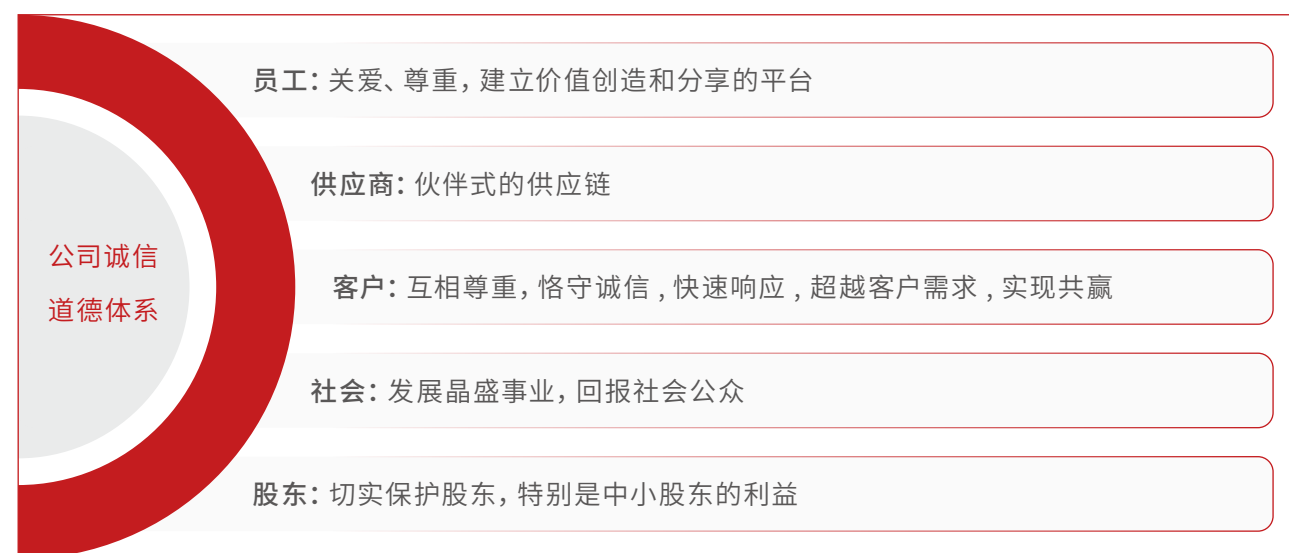 公司诚信
道德体系
员工：关爱、尊重，建立价值创造和分享的平台
供应商：伙伴式的供应链
客户：互相尊重，恪守诚信，快速响应，超越客户需求，实现共赢
社会：发展晶盛事业，回报社会公众
股东：切实保护股东，特别是中小股东的利益